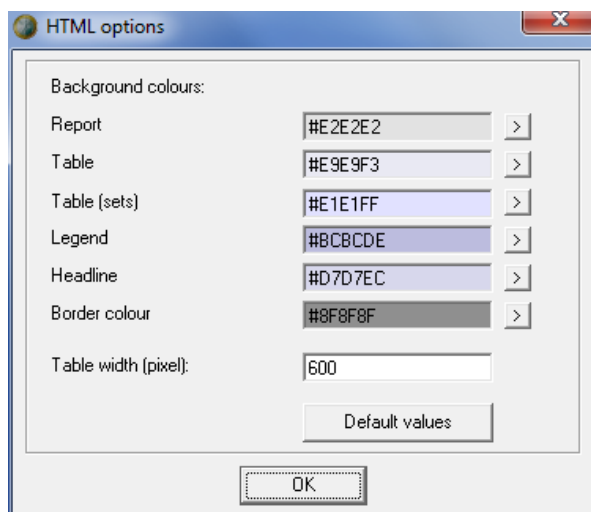 HTML options
Background colours:
Report #E2E2E2 >
Table #E9E9F3 >
Table (sets) #E1E1FF >
Legend #BCBCDE >
Headline #D7D7EC >
Border colour #8F8F8F >
Table width (pixel): 600
Default values
OK